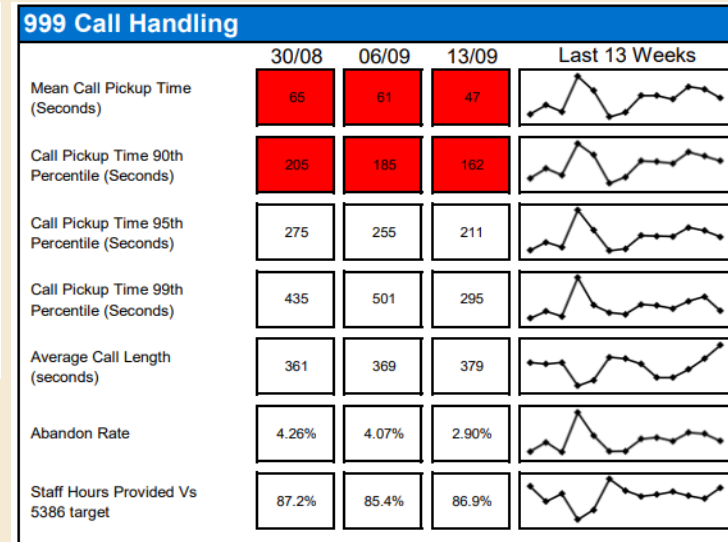 999 Call Handling
30/08 06/09 13/09 Last 13 Weeks
Mean Call Pickup Time
(Seconds)
65 61 47
Call Pickup Time 90th
Percentile (Seconds)
205 185 162
Call Pickup Time 95th
Percentile (Seconds)
275 255 211
Call Pickup Time 99th
Percentile (Seconds)
435 501 295
Average Call Length
(seconds)
361 369 379
Abandon Rate
4.26% 4.07% 2.90%
Staff Hours Provided Vs
5386 target
87.2% 85.4% 86.9%